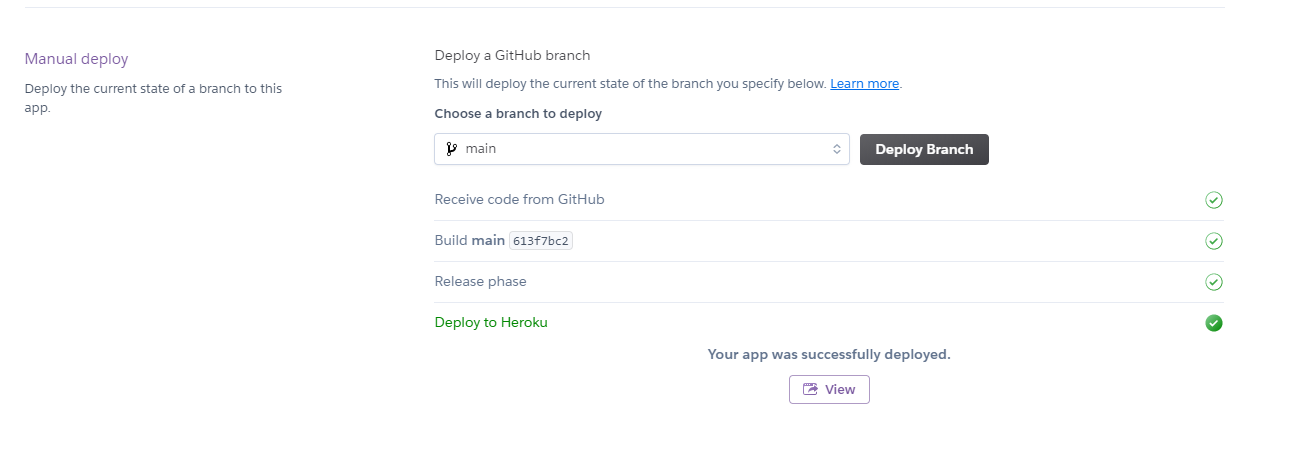 Manual deploy
Deploy the current state of a branch to this
app.
Deploy a GitHub branch
This will deploy the current state of the branch you specify below. Learn more.
Choose a branch to deploy
main
Deploy Branch
Receive code from GitHub
Build main 613f7bc2
Release phase
Deploy to Heroku
Your app was successfully deployed.
View